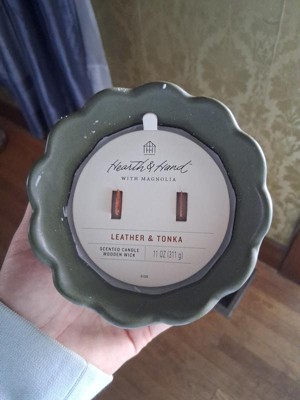 Hearth & Hand
WITH MAGNOLIA
LEATHER & TONKA
SCENTED CANDLE
WOODEN WICK
11 OZ (311 g)